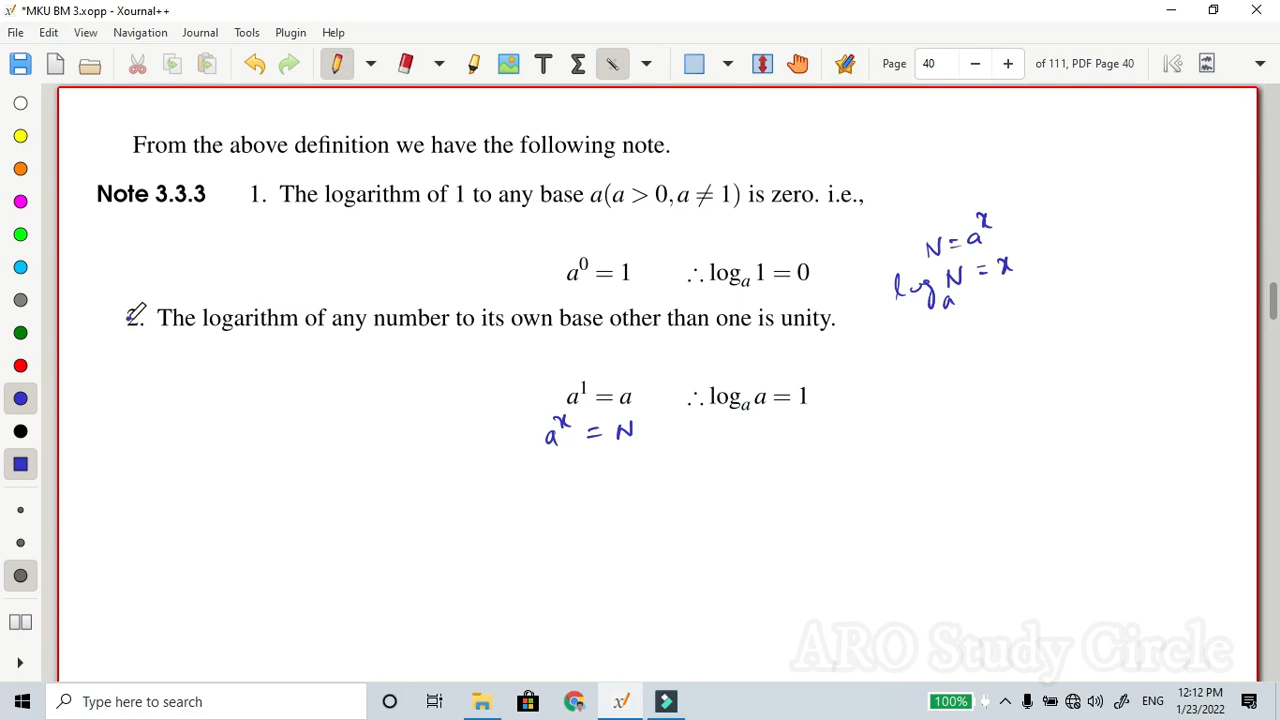 *MKU BM 3.xopp - Xournal++
File Edit View Navigation Journal Tools Plugin Help
Page 40 of 111, PDF Page 40
From the above definition we have the following note.
Note 3.3.3 1. The logarithm of 1 to any base a(a > 0, a ≠ 1) is zero. i.e.,
N = a^x
a^0 = 1 ∴ log_a 1 = 0
log_a N = x
2. The logarithm of any number to its own base other than one is unity.
a^1 = a ∴ log_a a = 1
a^x = N
ARO Study Circle
Type here to search
100%
ENG
12:12 PM
1/23/2022